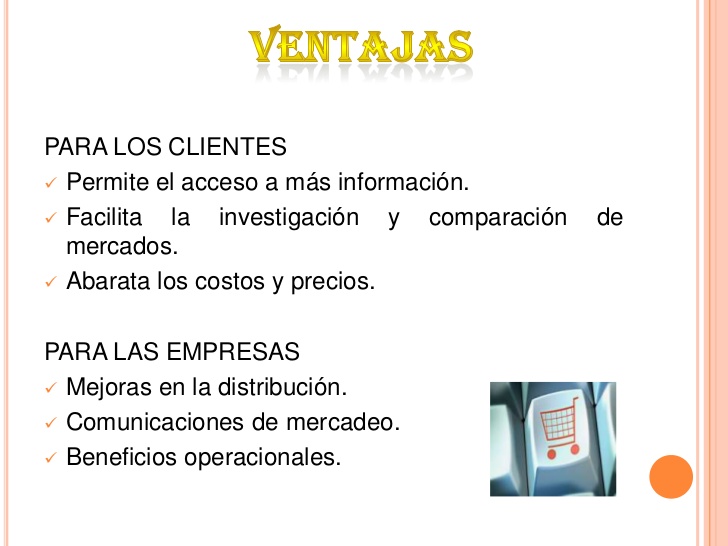 VENTAJAS
PARA LOS CLIENTES
✓ Permite el acceso a más información.
✓ Facilita la investigación y comparación de
mercados.
✓ Abarata los costos y precios.
PARA LAS EMPRESAS
✓ Mejoras en la distribución.
✓ Comunicaciones de mercadeo.
✓ Beneficios operacionales.